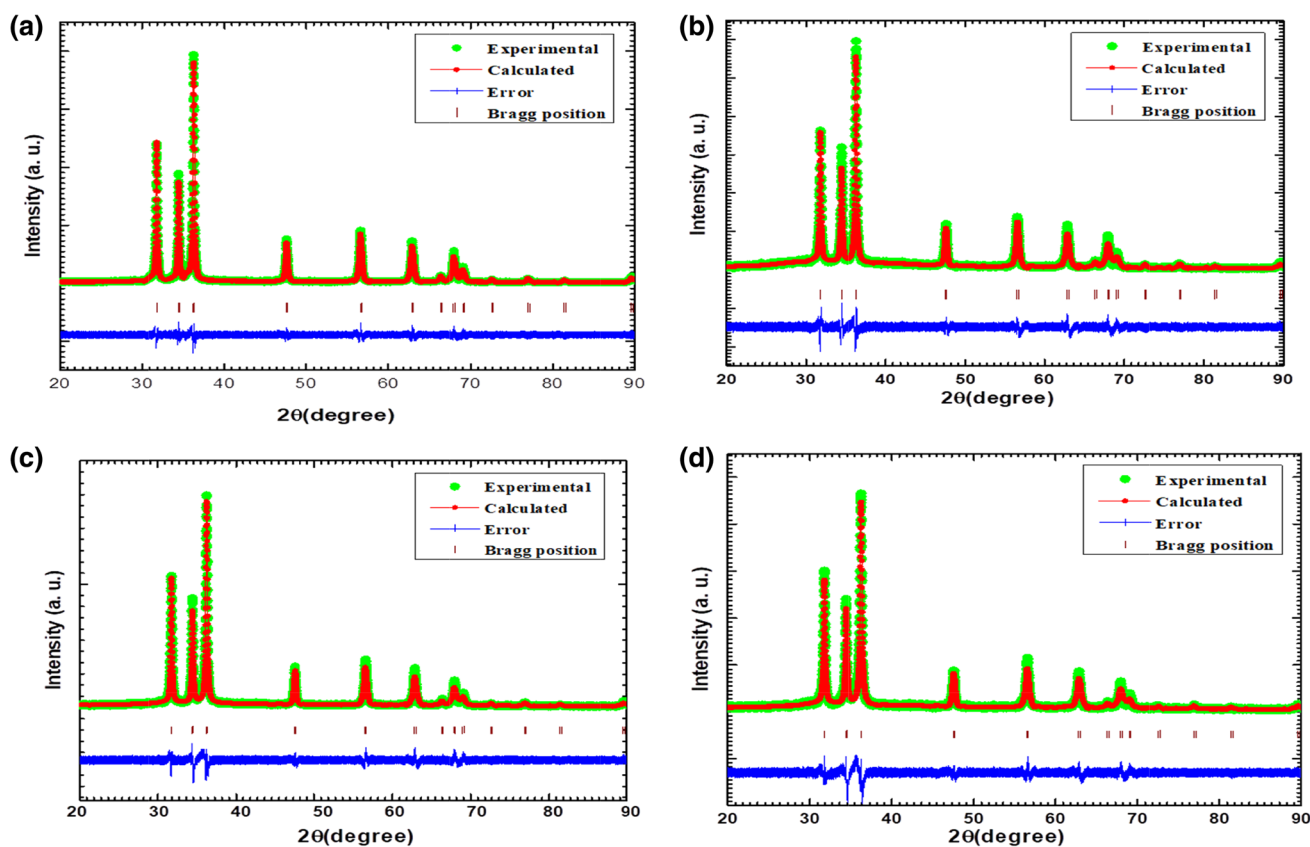 (a)
Experimental
Calculated
Error
Bragg position
Intensity (a. u.)
20 30 40 50 60 70 80 90
2θ(degree)
(b)
Experimental
Calculated
Error
Bragg position
Intensity (a. u.)
20 30 40 50 60 70 80 90
2θ(degree)
(c)
Experimental
Calculated
Error
Bragg position
Intensity (a. u.)
20 30 40 50 60 70 80 90
2θ(degree)
(d)
Experimental
Calculated
Error
Bragg position
Intensity (a. u.)
20 30 40 50 60 70 80 90
2θ(degree)